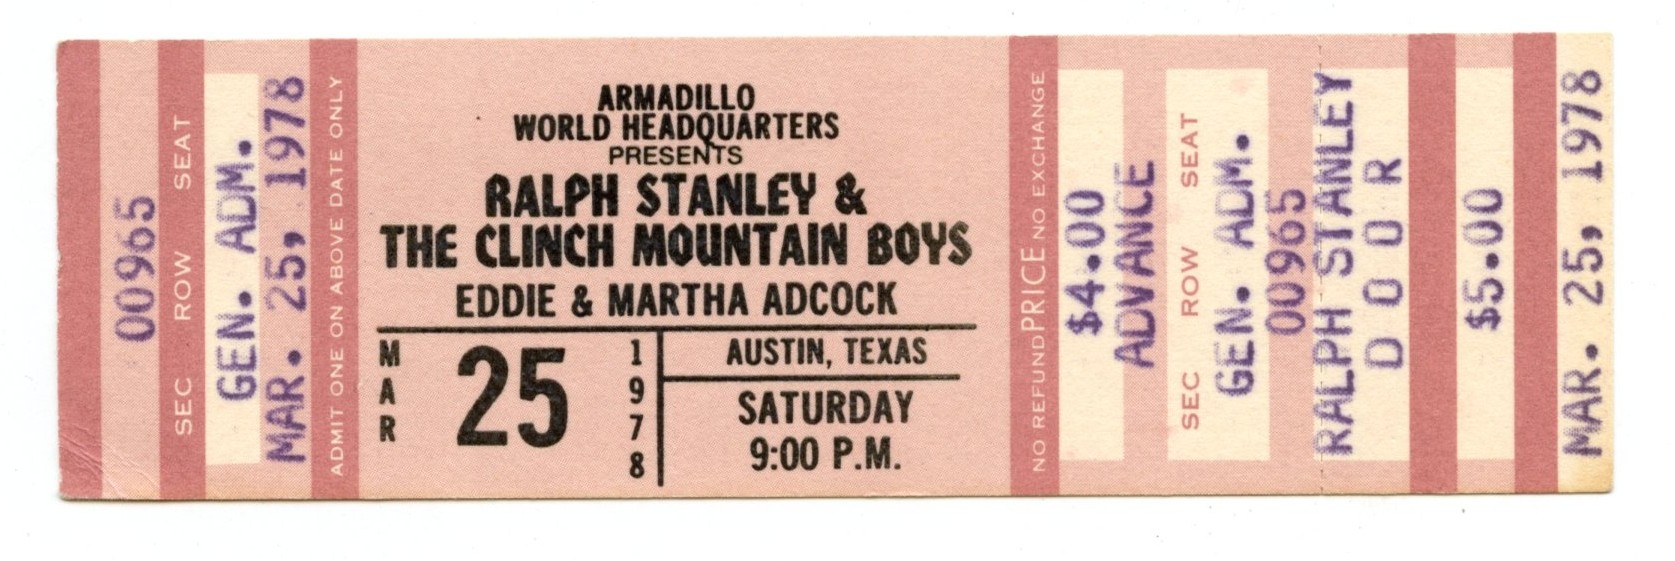 00965
SEC ROW SEAT
GEN. ADM.
MAR. 25, 1978
ADMIT ONE ON ABOVE DATE ONLY
ARMADILLO
WORLD HEADQUARTERS
PRESENTS
RALPH STANLEY &
THE CLINCH MOUNTAIN BOYS
EDDIE & MARTHA ADCOCK
MAR 25 1978
AUSTIN, TEXAS
SATURDAY
9:00 P.M.
NO REFUND PRICE NO EXCHANGE
$4.00
ADVANCE
SEC ROW SEAT
GEN. ADM.
00965
RALPH STANLEY
DOOR
$5.00
MAR. 25, 1978